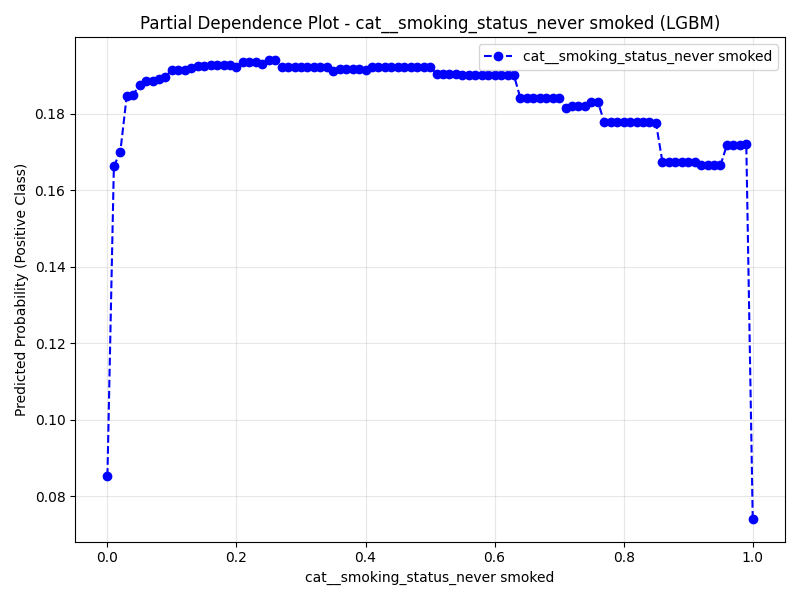 Partial Dependence Plot - cat__smoking_status_never smoked (LGBM)
cat__smoking_status_never smoked
Predicted Probability (Positive Class)
0.18
0.16
0.14
0.12
0.10
0.08
0.0 0.2 0.4 0.6 0.8 1.0
cat__smoking_status_never smoked